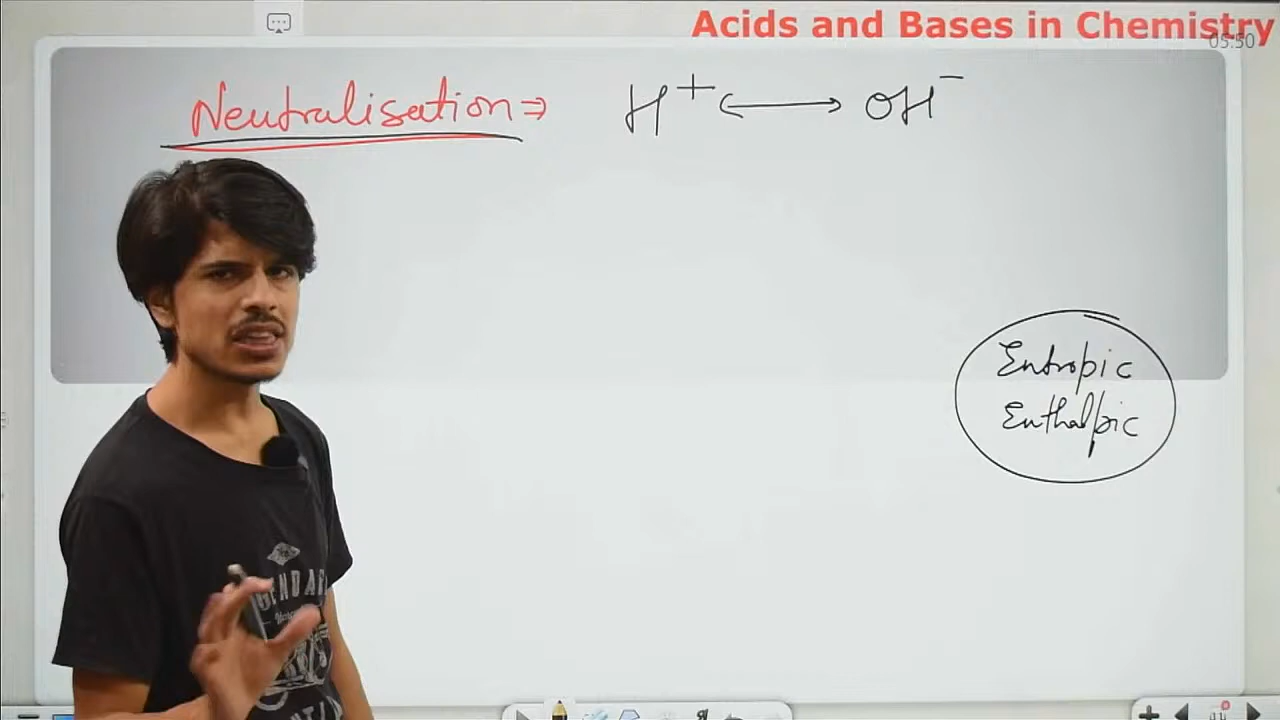 Acids and Bases in Chemistry
05:50
Neutralisation ⇒ H⁺ ⟷ OH⁻
Entropic
Enthalpic